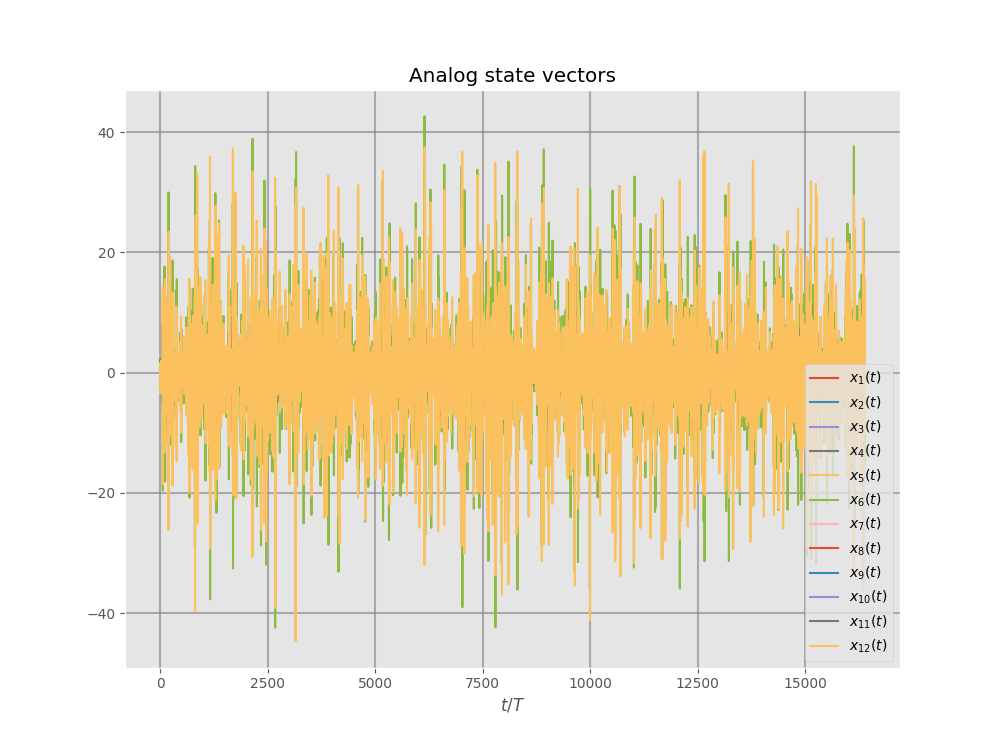 Analog state vectors
40
20
0
−20
−40
0 2500 5000 7500 10000 12500 15000
t/T
x₁(t)
x₂(t)
x₃(t)
x₄(t)
x₅(t)
x₆(t)
x₇(t)
x₈(t)
x₉(t)
x₁₀(t)
x₁₁(t)
x₁₂(t)